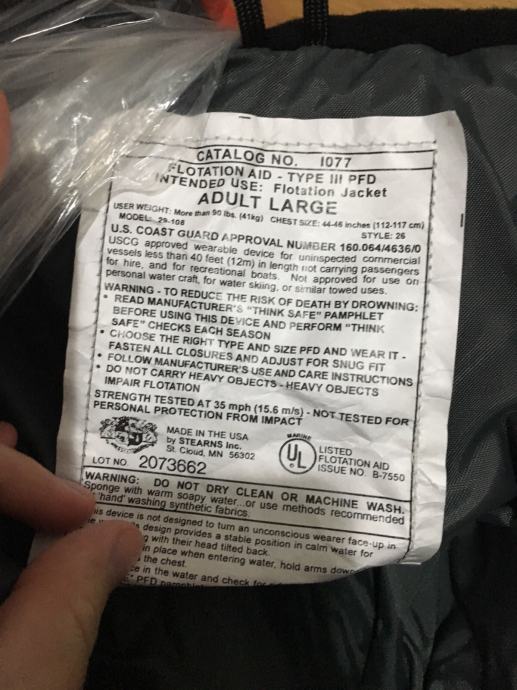 CATALOG NO. 1077
FLOTATION AID - TYPE III PFD
INTENDED USE: Flotation Jacket
ADULT LARGE
USER WEIGHT: More than 90 lbs. (41kg) CHEST SIZE: 44-46 inches (112-117 cm)
MODEL: 29-108 STYLE: 26
U.S. COAST GUARD APPROVAL NUMBER 160.064/4636/0
USCG approved wearable device for uninspected commercial
vessels less than 40 feet (12m) in length not carrying passengers
for hire, and for recreational boats. Not approved for use on
personal water craft, for water skiing, or similar towed uses.
WARNING - TO REDUCE THE RISK OF DEATH BY DROWNING:
• READ MANUFACTURER'S "THINK SAFE" PAMPHLET
BEFORE USING THIS DEVICE AND PERFORM "THINK
SAFE" CHECKS EACH SEASON
• CHOOSE THE RIGHT TYPE AND SIZE PFD AND WEAR IT -
FASTEN ALL CLOSURES AND ADJUST FOR SNUG FIT
• FOLLOW MANUFACTURER'S USE AND CARE INSTRUCTIONS
• DO NOT CARRY HEAVY OBJECTS - HEAVY OBJECTS
IMPAIR FLOTATION
STRENGTH TESTED AT 35 mph (15.6 m/s) - NOT TESTED FOR
PERSONAL PROTECTION FROM IMPACT
MADE IN THE USA
by STEARNS Inc.
St. Cloud, MN 56302
MARINE
UL
LISTED
FLOTATION AID
ISSUE NO. B-7550
LOT NO 2073662
WARNING: DO NOT DRY CLEAN OR MACHINE WASH.
Sponge with warm soapy water...or use methods recommended
'hand' washing synthetic fabrics.
device is not designed to turn an unconscious wearer face-up in
design provides a stable position in calm water for
with their head tilted back.
in place when entering water, hold arms down
the chest.
in the water and check for
PFD